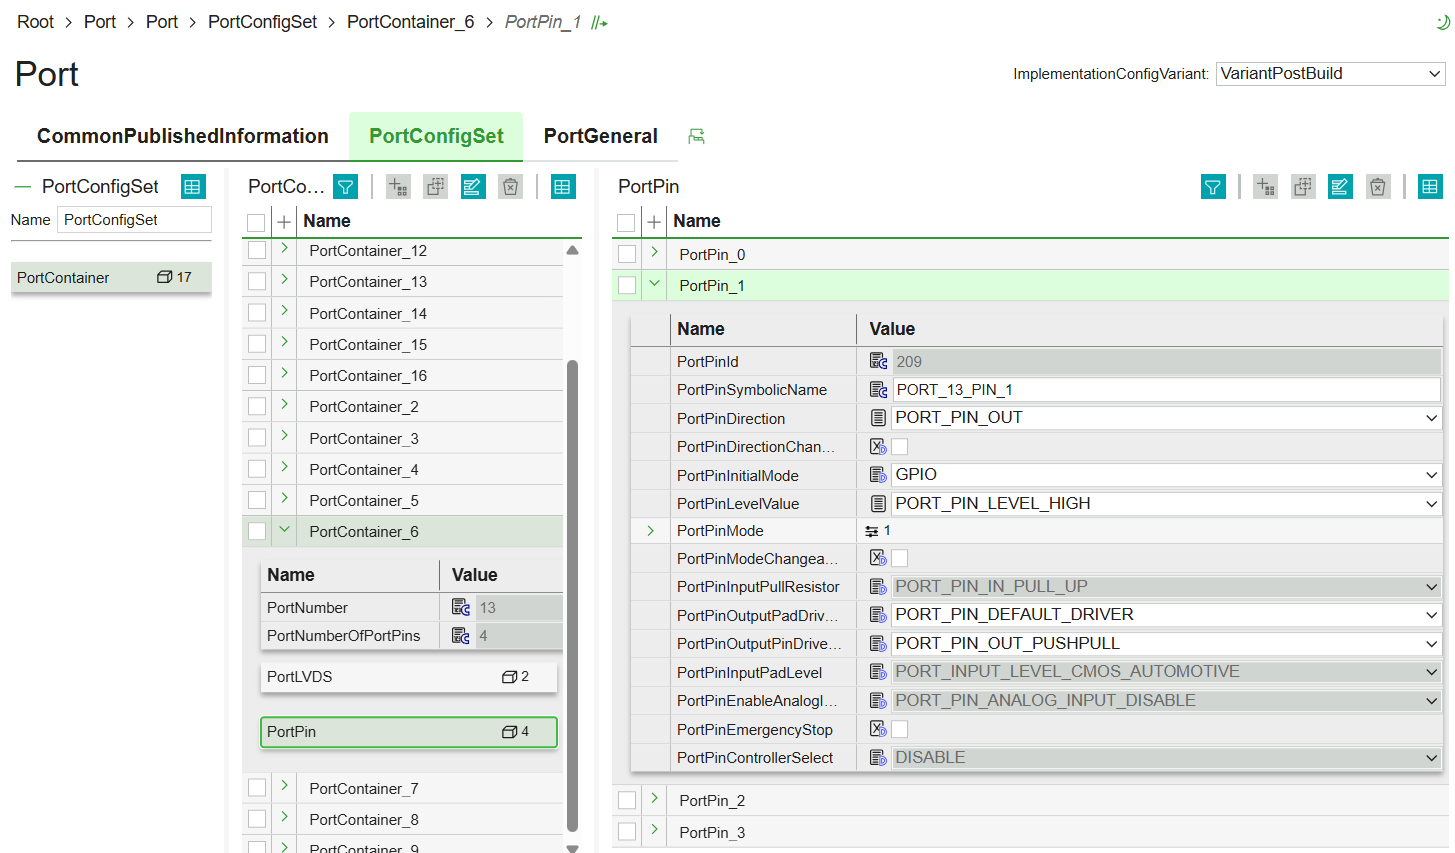 Root > Port > Port > PortConfigSet > PortContainer_6 > PortPin_1
Port
ImplementationConfigVariant: VariantPostBuild
CommonPublishedInformation PortConfigSet PortGeneral
PortConfigSet
Name PortConfigSet
PortContainer 17
PortCo...
Name
PortContainer_12
PortContainer_13
PortContainer_14
PortContainer_15
PortContainer_16
PortContainer_2
PortContainer_3
PortContainer_4
PortContainer_5
PortContainer_6
Name Value
PortNumber 13
PortNumberOfPortPins 4
PortLVDS 2
PortPin 4
PortContainer_7
PortContainer_8
PortContainer_9
PortPin
Name
PortPin_0
PortPin_1
Name Value
PortPinId 209
PortPinSymbolicName PORT_13_PIN_1
PortPinDirection PORT_PIN_OUT
PortPinDirectionChan...
PortPinInitialMode GPIO
PortPinLevelValue PORT_PIN_LEVEL_HIGH
PortPinMode 1
PortPinModeChangea...
PortPinInputPullResistor PORT_PIN_IN_PULL_UP
PortPinOutputPadDriv... PORT_PIN_DEFAULT_DRIVER
PortPinOutputPinDrive... PORT_PIN_OUT_PUSHPULL
PortPinInputPadLevel PORT_INPUT_LEVEL_CMOS_AUTOMOTIVE
PortPinEnableAnalogI... PORT_PIN_ANALOG_INPUT_DISABLE
PortPinEmergencyStop
PortPinControllerSelect DISABLE
PortPin_2
PortPin_3